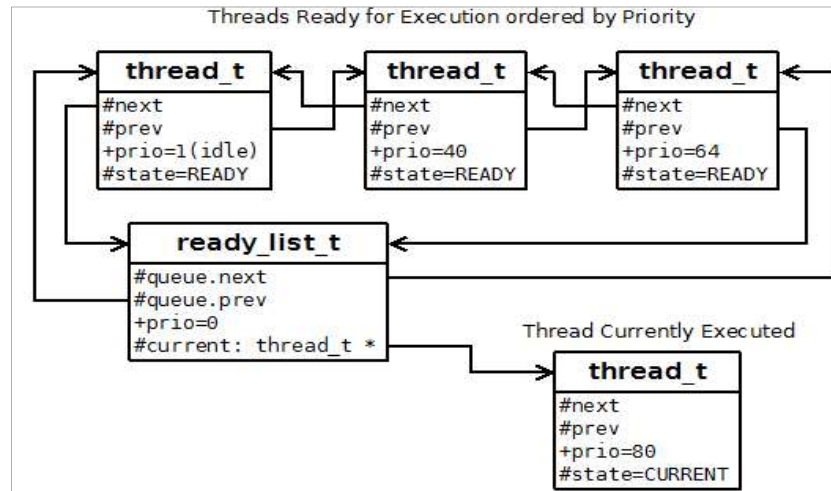 Threads Ready for Execution ordered by Priority
thread_t
#next
#prev
+prio=1(idle)
#state=READY
thread_t
#next
#prev
+prio=40
#state=READY
thread_t
#next
#prev
+prio=64
#state=READY
ready_list_t
#queue.next
#queue.prev
+prio=0
#current: thread_t *
Thread Currently Executed
thread_t
#next
#prev
+prio=80
#state=CURRENT